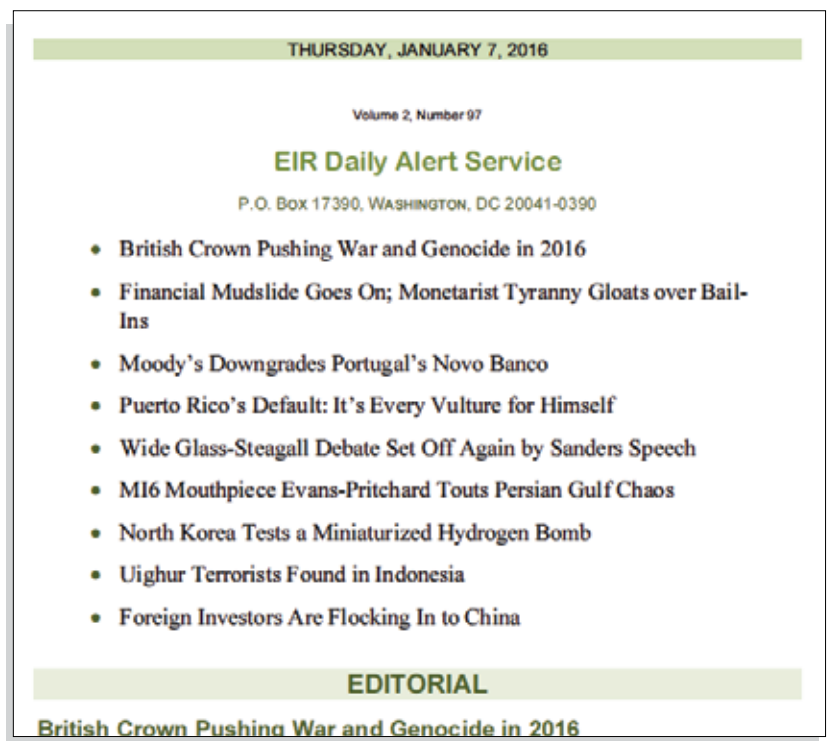 THURSDAY, JANUARY 7, 2016
Volume 2, Number 97
EIR Daily Alert Service
P.O. BOX 17390, WASHINGTON, DC 20041-0390
• British Crown Pushing War and Genocide in 2016
• Financial Mudslide Goes On; Monetarist Tyranny Gloats over Bail-
Ins
• Moody's Downgrades Portugal's Novo Banco
• Puerto Rico's Default: It's Every Vulture for Himself
• Wide Glass-Steagall Debate Set Off Again by Sanders Speech
• MI6 Mouthpiece Evans-Pritchard Touts Persian Gulf Chaos
• North Korea Tests a Miniaturized Hydrogen Bomb
• Uighur Terrorists Found in Indonesia
• Foreign Investors Are Flocking In to China
EDITORIAL
British Crown Pushing War and Genocide in 2016